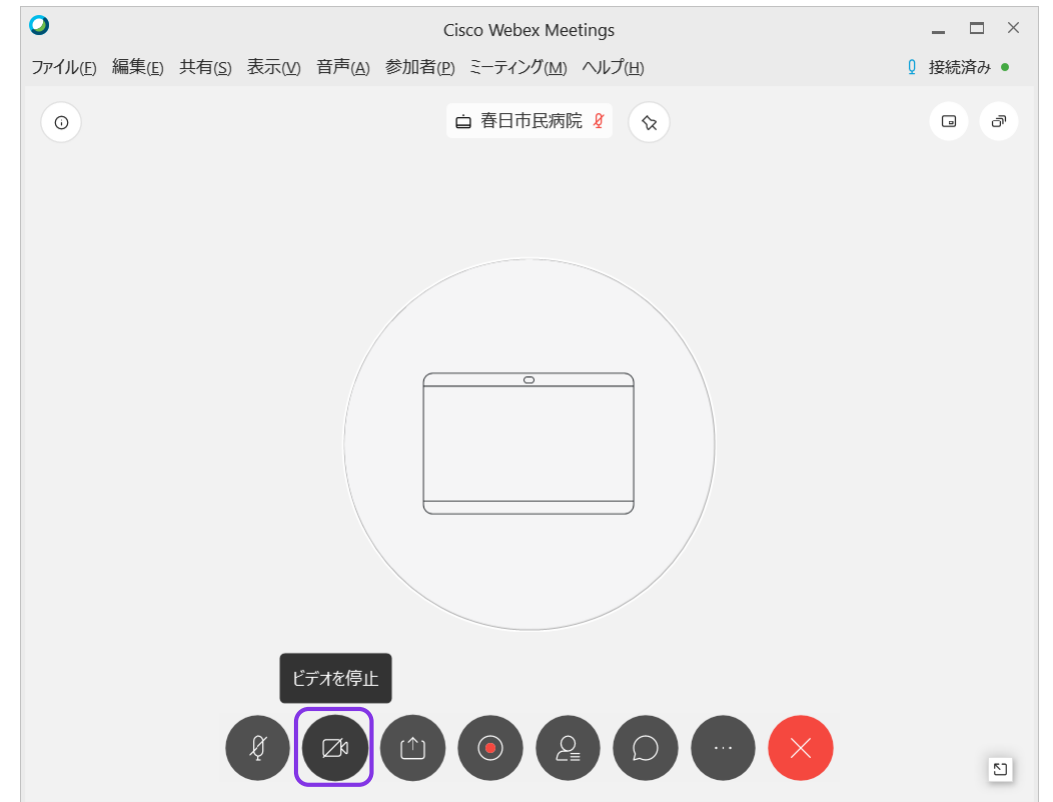 Cisco Webex Meetings
ファイル(F) 編集(E) 共有(S) 表示(V) 音声(A) 参加者(P) ミーティング(M) ヘルプ(H) 接続済み
春日市民病院
ビデオを停止